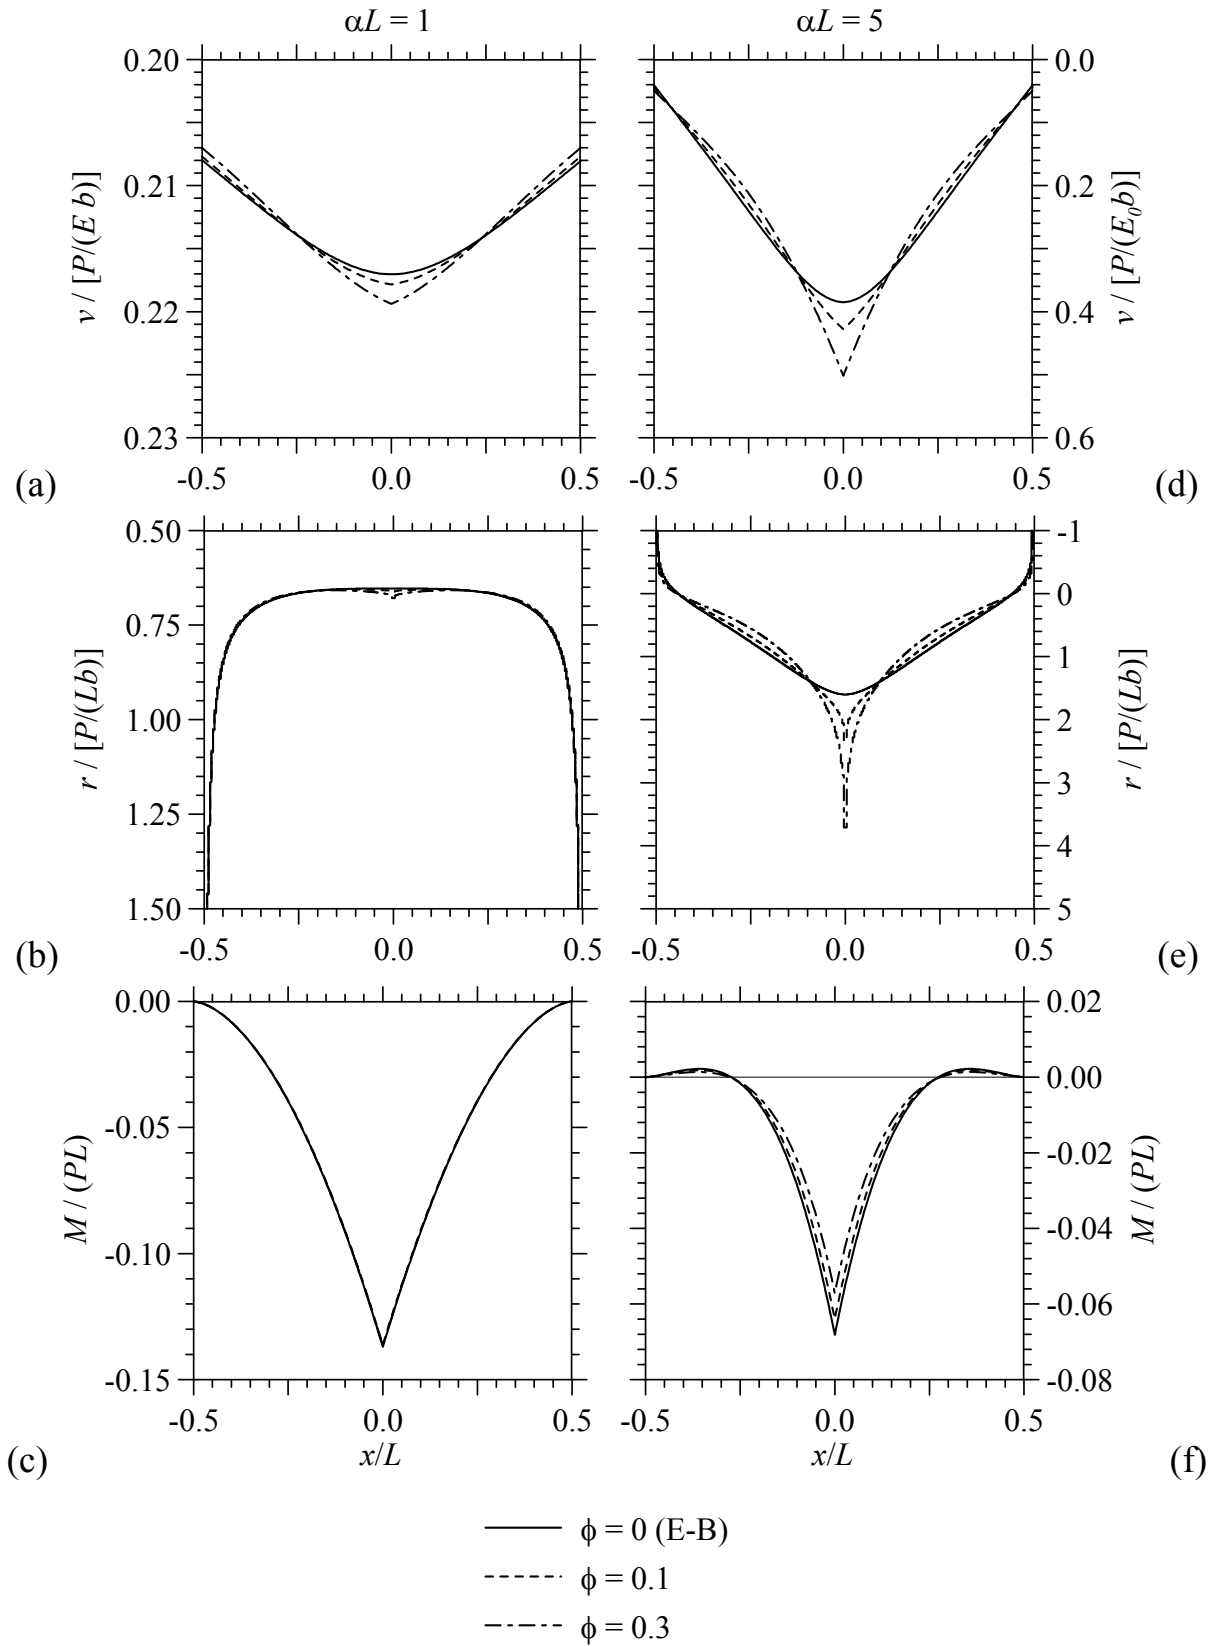 αL = 1
αL = 5
0.20
0.21
0.22
0.23
v / [P/(E b)]
-0.5
0.0
0.5
(a)
0.0
0.2
0.4
0.6
v / [P/(E₀b)]
-0.5
0.0
0.5
(d)
0.50
0.75
1.00
1.25
1.50
r / [P/(Lb)]
-0.5
0.0
0.5
(b)
-1
0
1
2
3
4
5
r / [P/(Lb)]
-0.5
0.0
0.5
(e)
0.00
-0.05
-0.10
-0.15
M / (PL)
-0.5
0.0
0.5
x/L
(c)
0.02
0.00
-0.02
-0.04
-0.06
-0.08
M / (PL)
-0.5
0.0
0.5
x/L
(f)
ϕ = 0 (E-B)
ϕ = 0.1
ϕ = 0.3